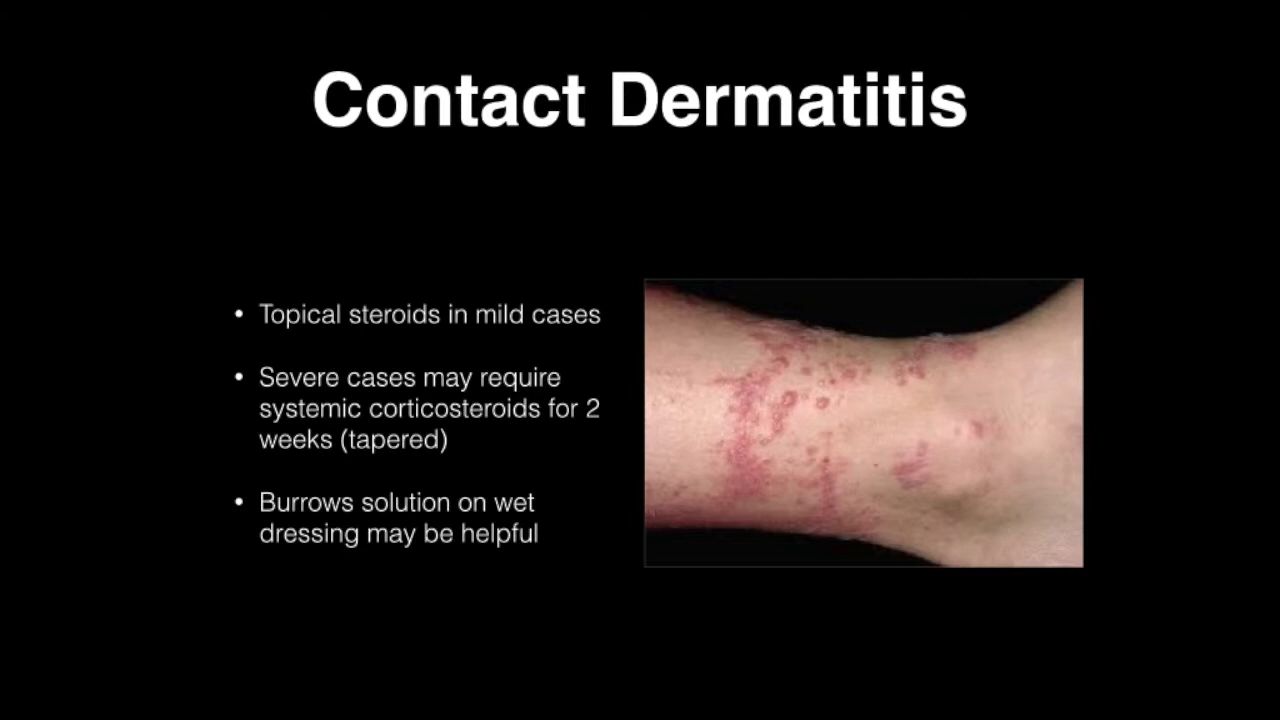 Contact Dermatitis
• Topical steroids in mild cases
• Severe cases may require
systemic corticosteroids for 2
weeks (tapered)
• Burrows solution on wet
dressing may be helpful